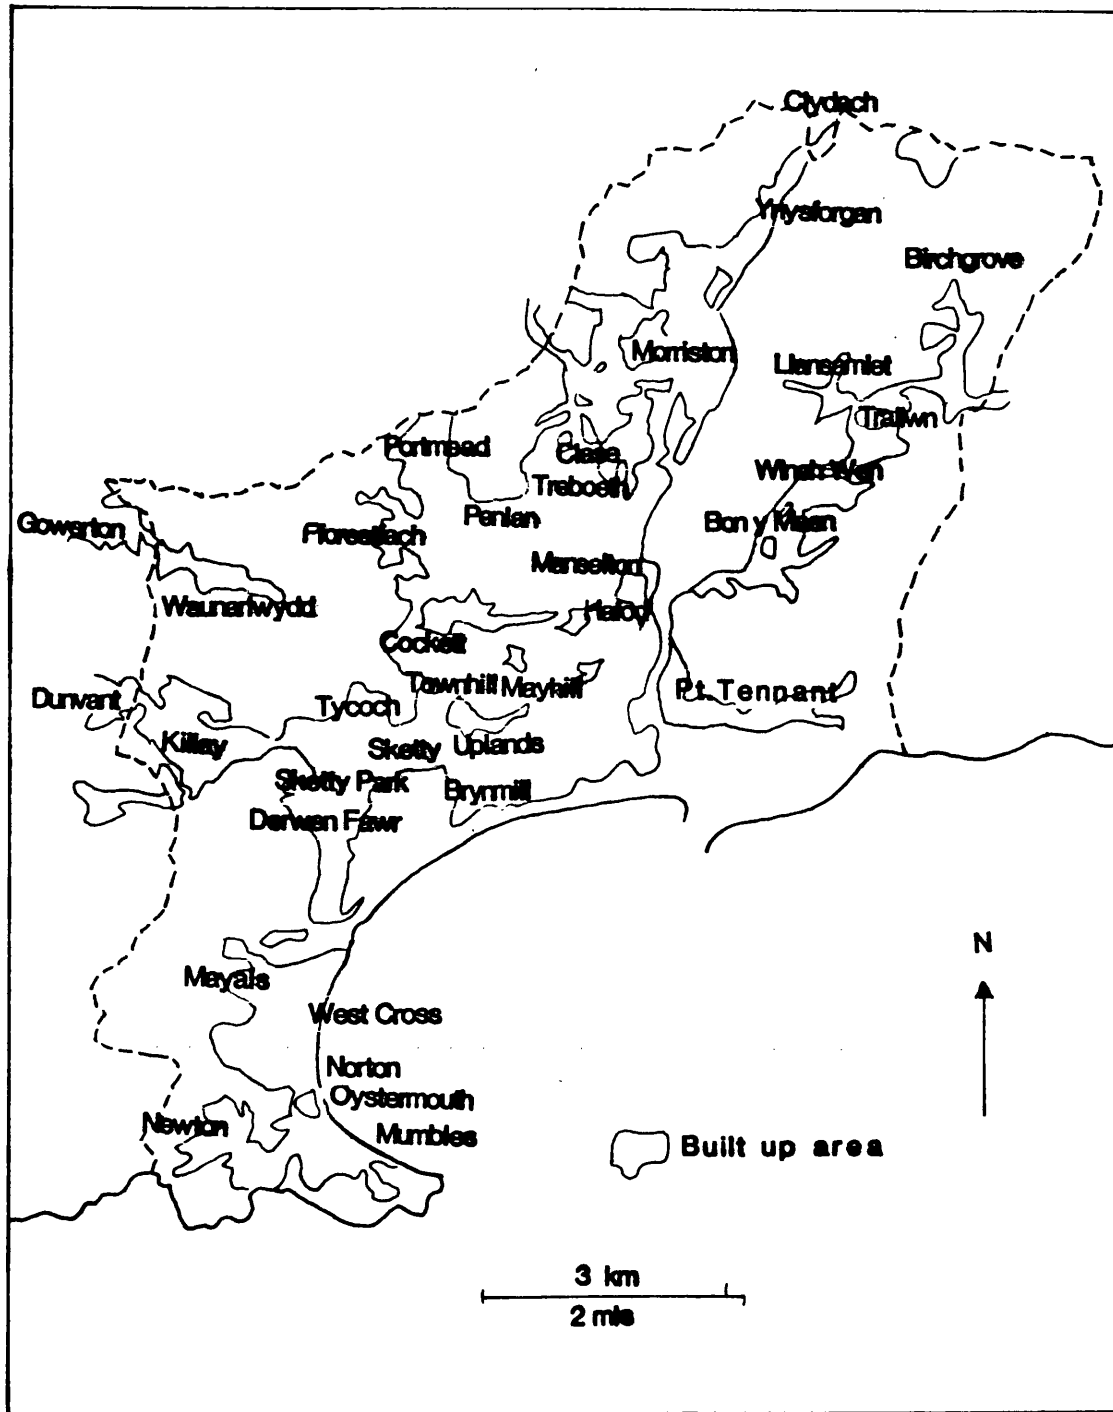 Clydach
Ynysforgan
Birchgrove
Morriston
Llansamlet
Trallwn
Portmead
Clase
Winch Wen
Treboeth
Penlan
Gowerton
Fforestfach
Bon y Maen
Manselton
Waunarlwydd
Hafod
Cockett
Townhill
Mayhill
Pt. Tennant
Dunvant
Tycoch
Killay
Sketty
Uplands
Sketty Park
Brynmill
Derwen Fawr
N
Mayals
West Cross
Norton
Oystermouth
Newton
Mumbles
Built up area
3 km
2 mls